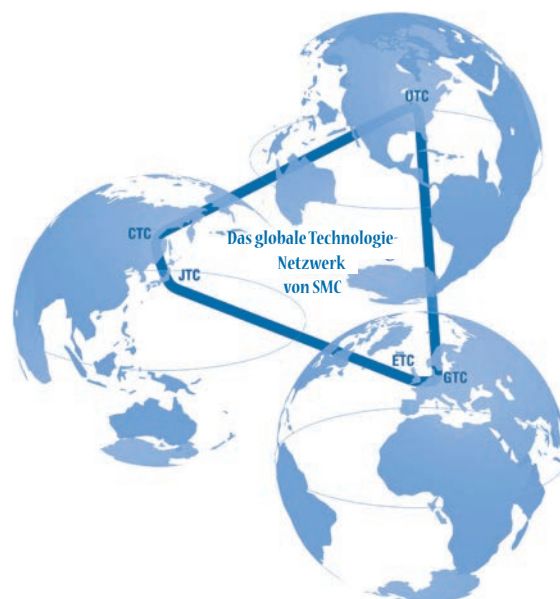 UTC
CTC
Das globale Technologie-
Netzwerk
von SMC
JTC
ETC
GTC